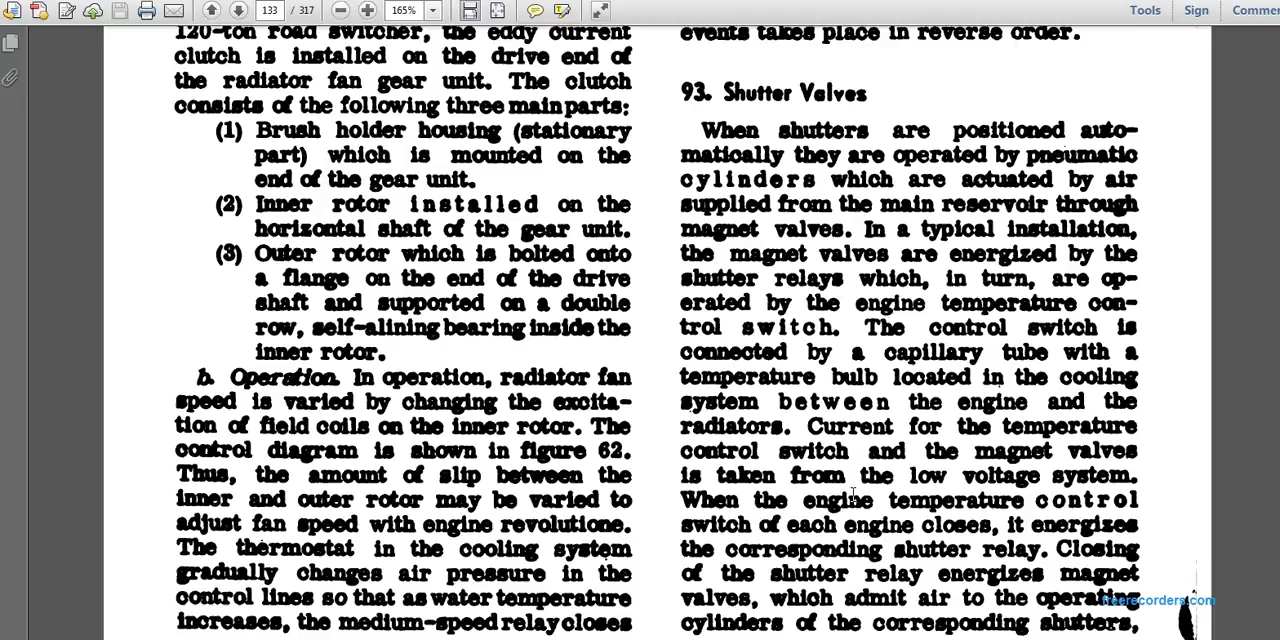 133 / 317
165%
Tools
Sign
120-ton road switcher, the eddy current
clutch is installed on the drive end of
the radiator fan gear unit. The clutch
consists of the following three main parts:
(1) Brush holder housing (stationary
part) which is mounted on the
end of the gear unit.
(2) Inner rotor installed on the
horizontal shaft of the gear unit.
(3) Outer rotor which is bolted onto
a flange on the end of the drive
shaft and supported on a double
row, self-alining bearing inside the
inner rotor.
b. Operation. In operation, radiator fan
speed is varied by changing the excita-
tion of field coils on the inner rotor. The
control diagram is shown in figure 62.
Thus, the amount of slip between the
inner and outer rotor may be varied to
adjust fan speed with engine revolutione.
The thermostat in the cooling system
gradually changes air pressure in the
control lines so that as water temperature
increases, the medium-speed relay closes
events takes place in reverse order.
93. Shutter Valves
When shutters are positioned auto-
matically they are operated by pneumatic
cylinders which are actuated by air
supplied from the main reservoir through
magnet valves. In a typical installation,
the magnet valves are energized by the
shutter relays which, in turn, are op-
erated by the engine temperature con-
trol switch. The control switch is
connected by a capillary tube with a
temperature bulb located in the cooling
system between the engine and the
radiators. Current for the temperature
control switch and the magnet valves
is taken from the low voltage system.
When the engine temperature control
switch of each engine closes, it energizes
the corresponding shutter relay. Closing
of the shutter relay energizes magnet
valves, which admit air to the operating
cylinders of the corresponding shutters,
freerecorders.com